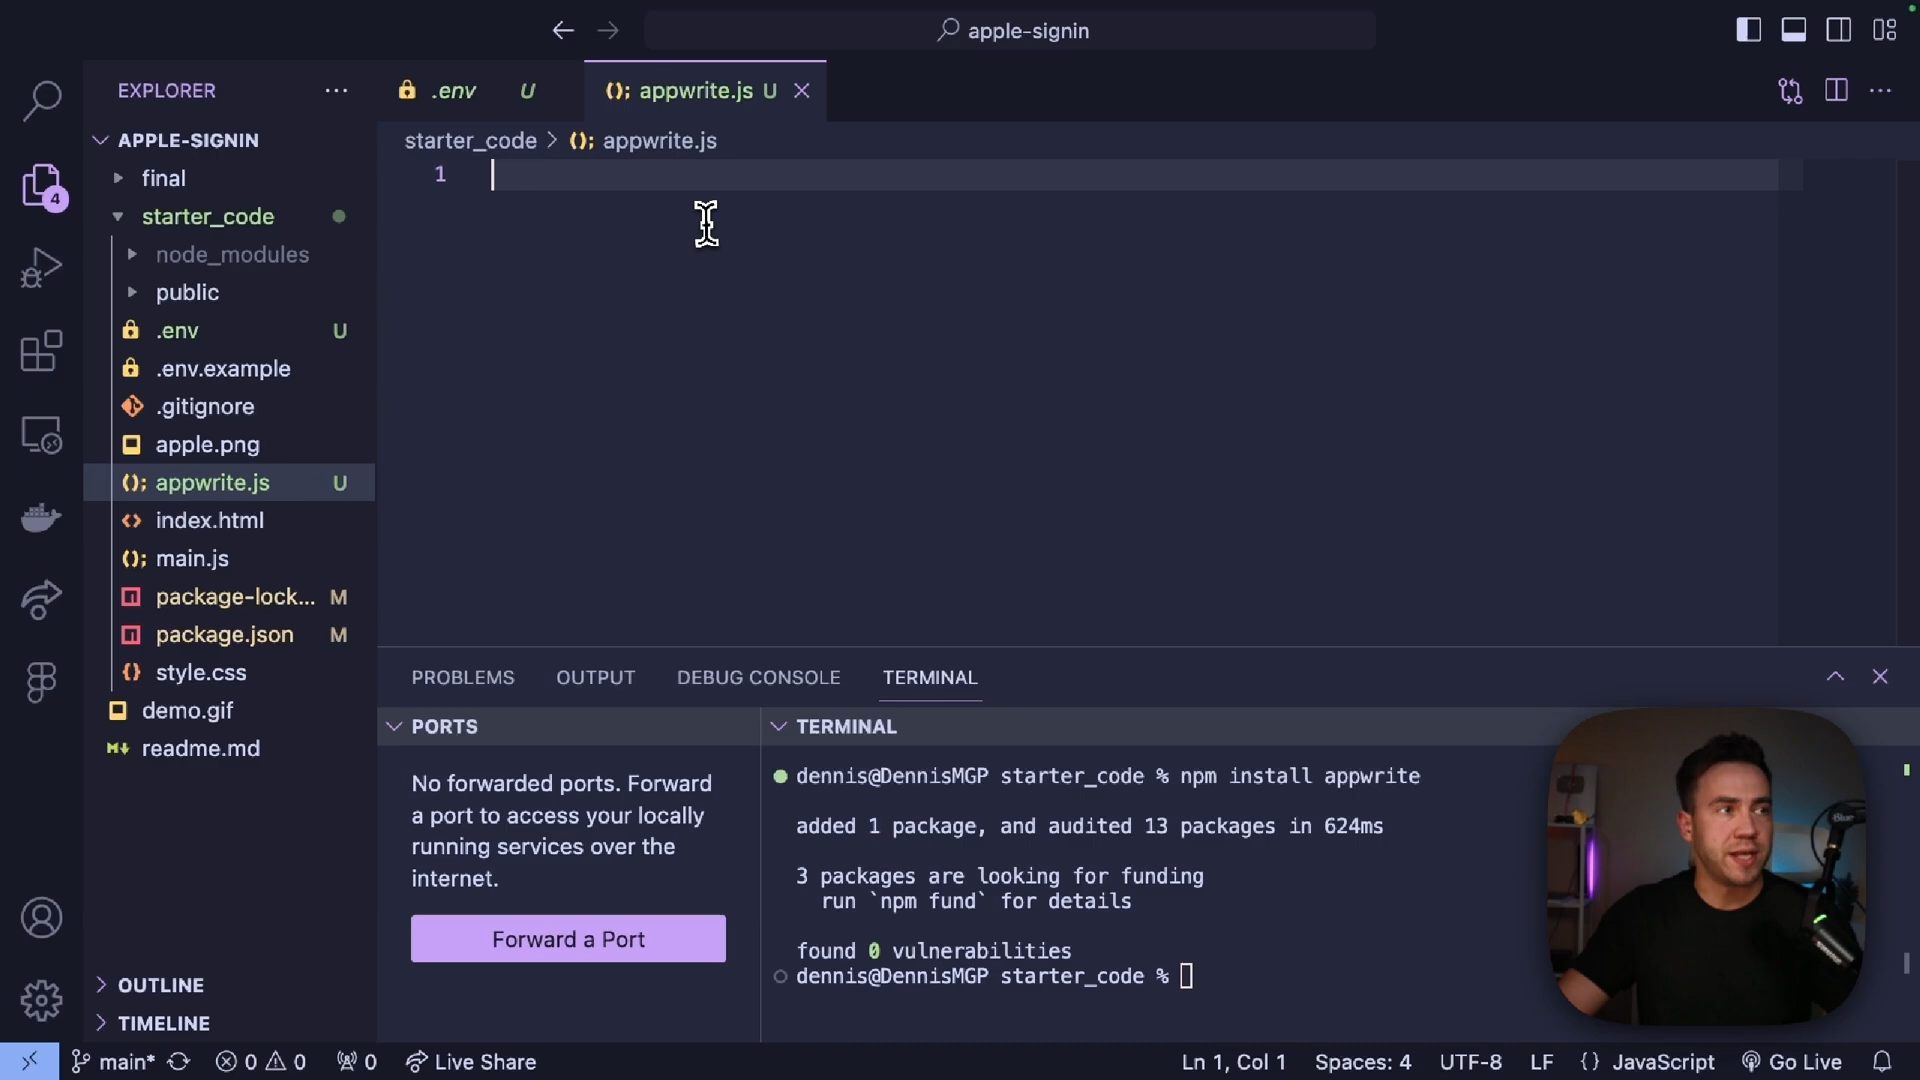 apple-signin
EXPLORER
.env U
(); appwrite.js U
APPLE-SIGNIN
starter_code > (); appwrite.js
1
final
starter_code
node_modules
public
.env U
.env.example
.gitignore
apple.png
(); appwrite.js U
<> index.html
(); main.js
package-lock... M
package.json M
{} style.css
demo.gif
M↓ readme.md
4
OUTLINE
TIMELINE
PROBLEMS
OUTPUT
DEBUG CONSOLE
TERMINAL
PORTS
No forwarded ports. Forward
a port to access your locally
running services over the
internet.
Forward a Port
TERMINAL
dennis@DennisMGP starter_code % npm install appwrite
added 1 package, and audited 13 packages in 624ms
3 packages are looking for funding
run `npm fund` for details
found 0 vulnerabilities
dennis@DennisMGP starter_code %
Blue
main* 0 0 0 Live Share
Ln 1, Col 1 Spaces: 4 UTF-8 LF {} JavaScript Go Live